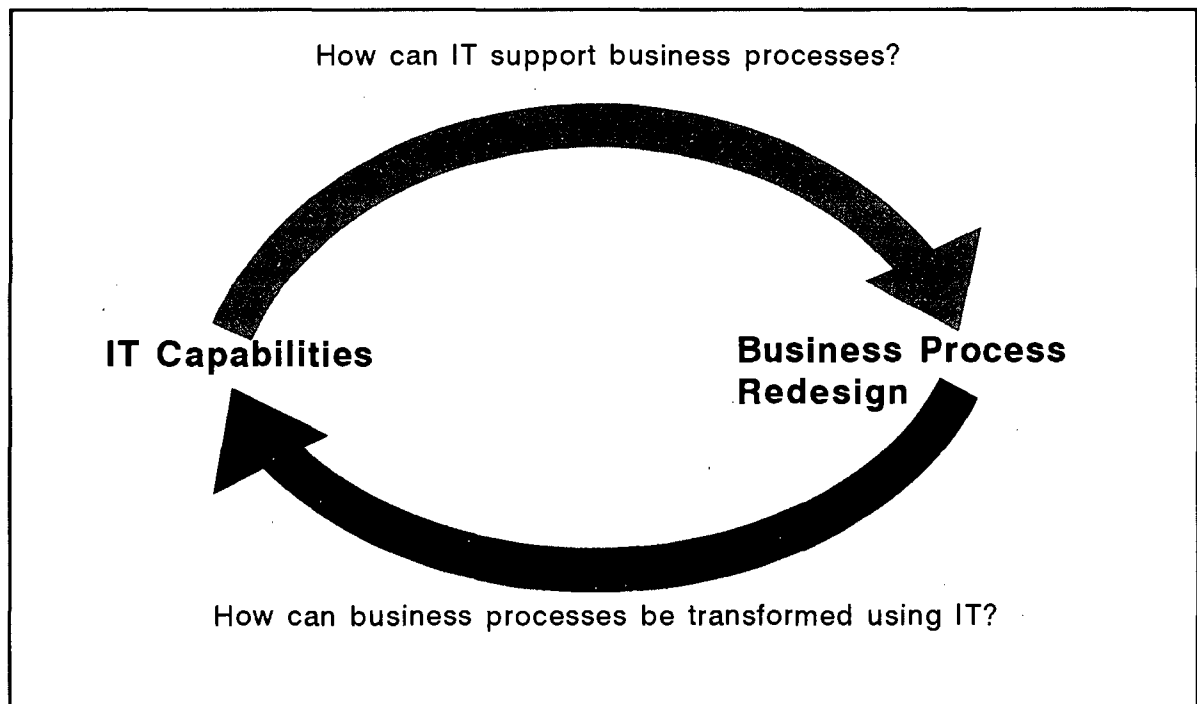 How can IT support business processes?
IT Capabilities
Business Process
Redesign
How can business processes be transformed using IT?